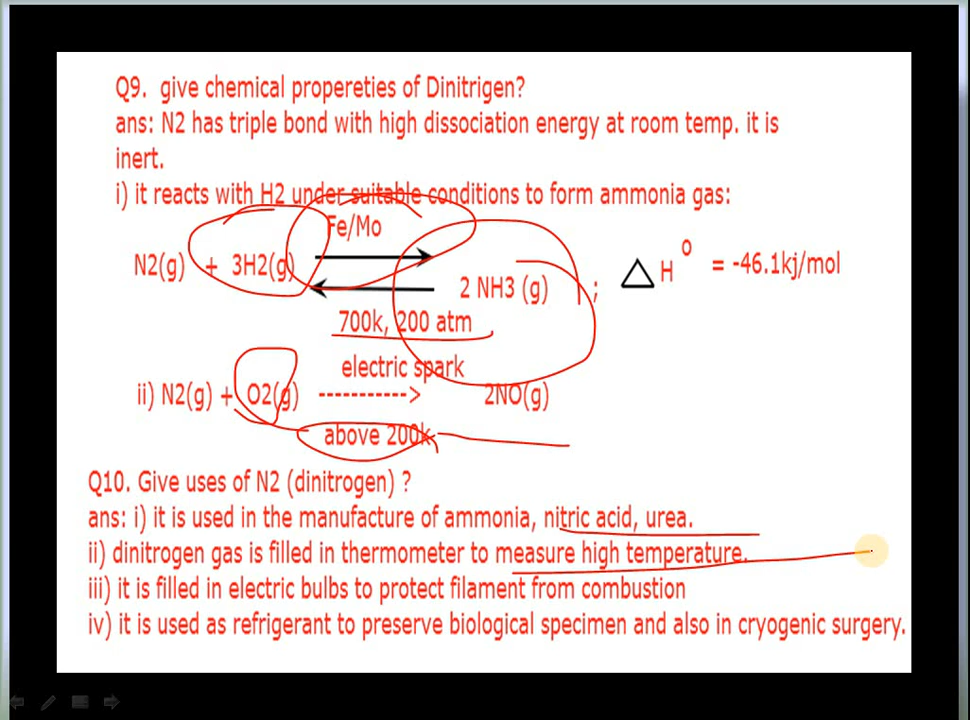 Q9. give chemical propereties of Dinitrigen?
ans: N2 has triple bond with high dissociation energy at room temp. it is
inert.
i) it reacts with H2 under suitable conditions to form ammonia gas:
Fe/Mo
N2(g) + 3H2(g) 2 NH3 (g) ; △ H o = -46.1kj/mol
700k, 200 atm
electric spark
ii) N2(g) + O2(g) -----------> 2NO(g)
above 200k
Q10. Give uses of N2 (dinitrogen) ?
ans: i) it is used in the manufacture of ammonia, nitric acid, urea.
ii) dinitrogen gas is filled in thermometer to measure high temperature.
iii) it is filled in electric bulbs to protect filament from combustion
iv) it is used as refrigerant to preserve biological specimen and also in cryogenic surgery.